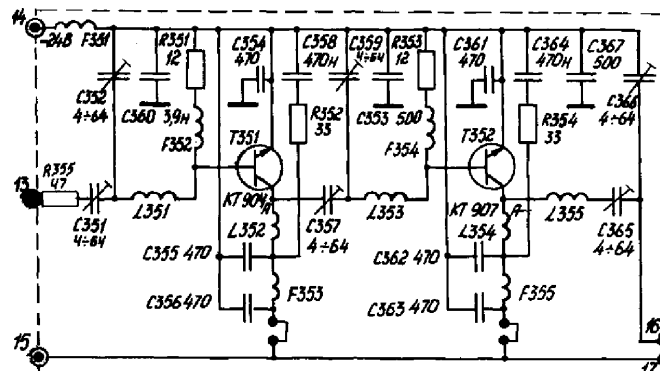 14
-24В F351
R351
12
C354
470
C358
470н
C359
4÷64
R353
12
C361
470
C364
470н
C367
500
C352
4÷64
C360 3,9н
F352
T351
R352
33
C353 500
F354
T352
R354
33
C366
4÷64
13
R355
47
C351
4÷64
L351
КТ904А
L352
C357
4÷64
L353
КТ 907 А
L354
L355
C365
4÷64
C355 470
C356 470
F353
C362 470
C363 470
F355
15
16
17